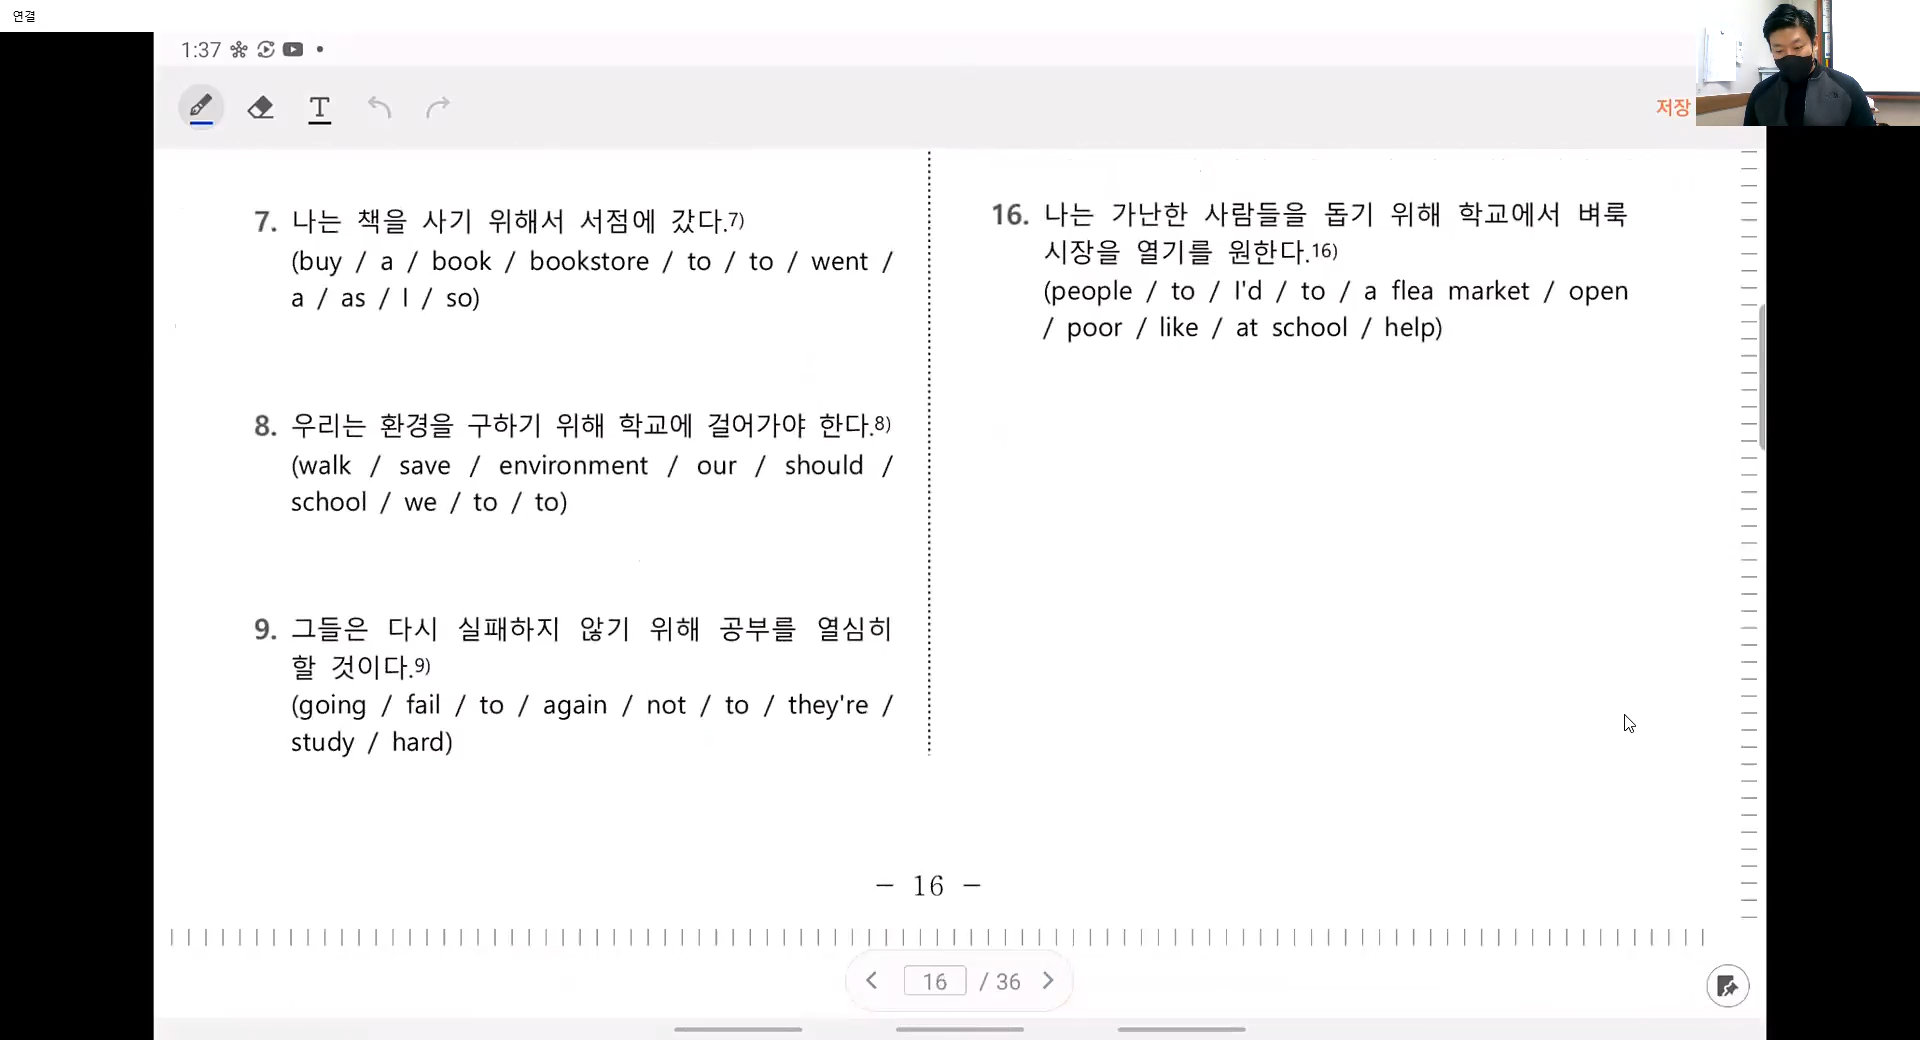 연결
1:37
T
저장
7. 나는 책을 사기 위해서 서점에 갔다.7)
(buy / a / book / bookstore / to / to / went /
a / as / I / so)
8. 우리는 환경을 구하기 위해 학교에 걸어가야 한다.8)
(walk / save / environment / our / should /
school / we / to / to)
9. 그들은 다시 실패하지 않기 위해 공부를 열심히
할 것이다.9)
(going / fail / to / again / not / to / they're /
study / hard)
16. 나는 가난한 사람들을 돕기 위해 학교에서 벼룩
시장을 열기를 원한다.16)
(people / to / I'd / to / a flea market / open
/ poor / like / at school / help)
- 16 -
16 / 36